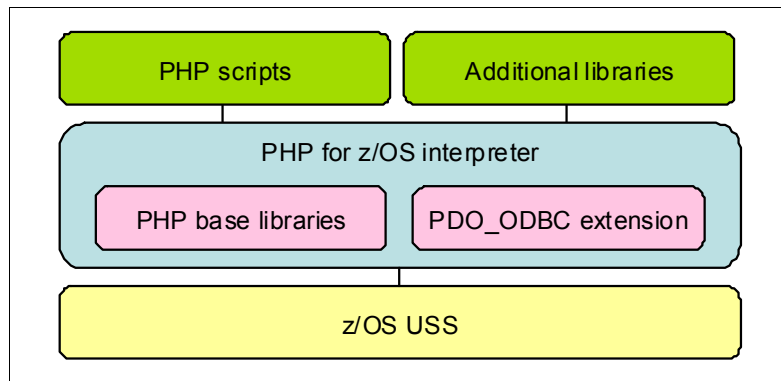 PHP scripts
Additional libraries
PHP for z/OS interpreter
PHP base libraries
PDO_ODBC extension
z/OS USS